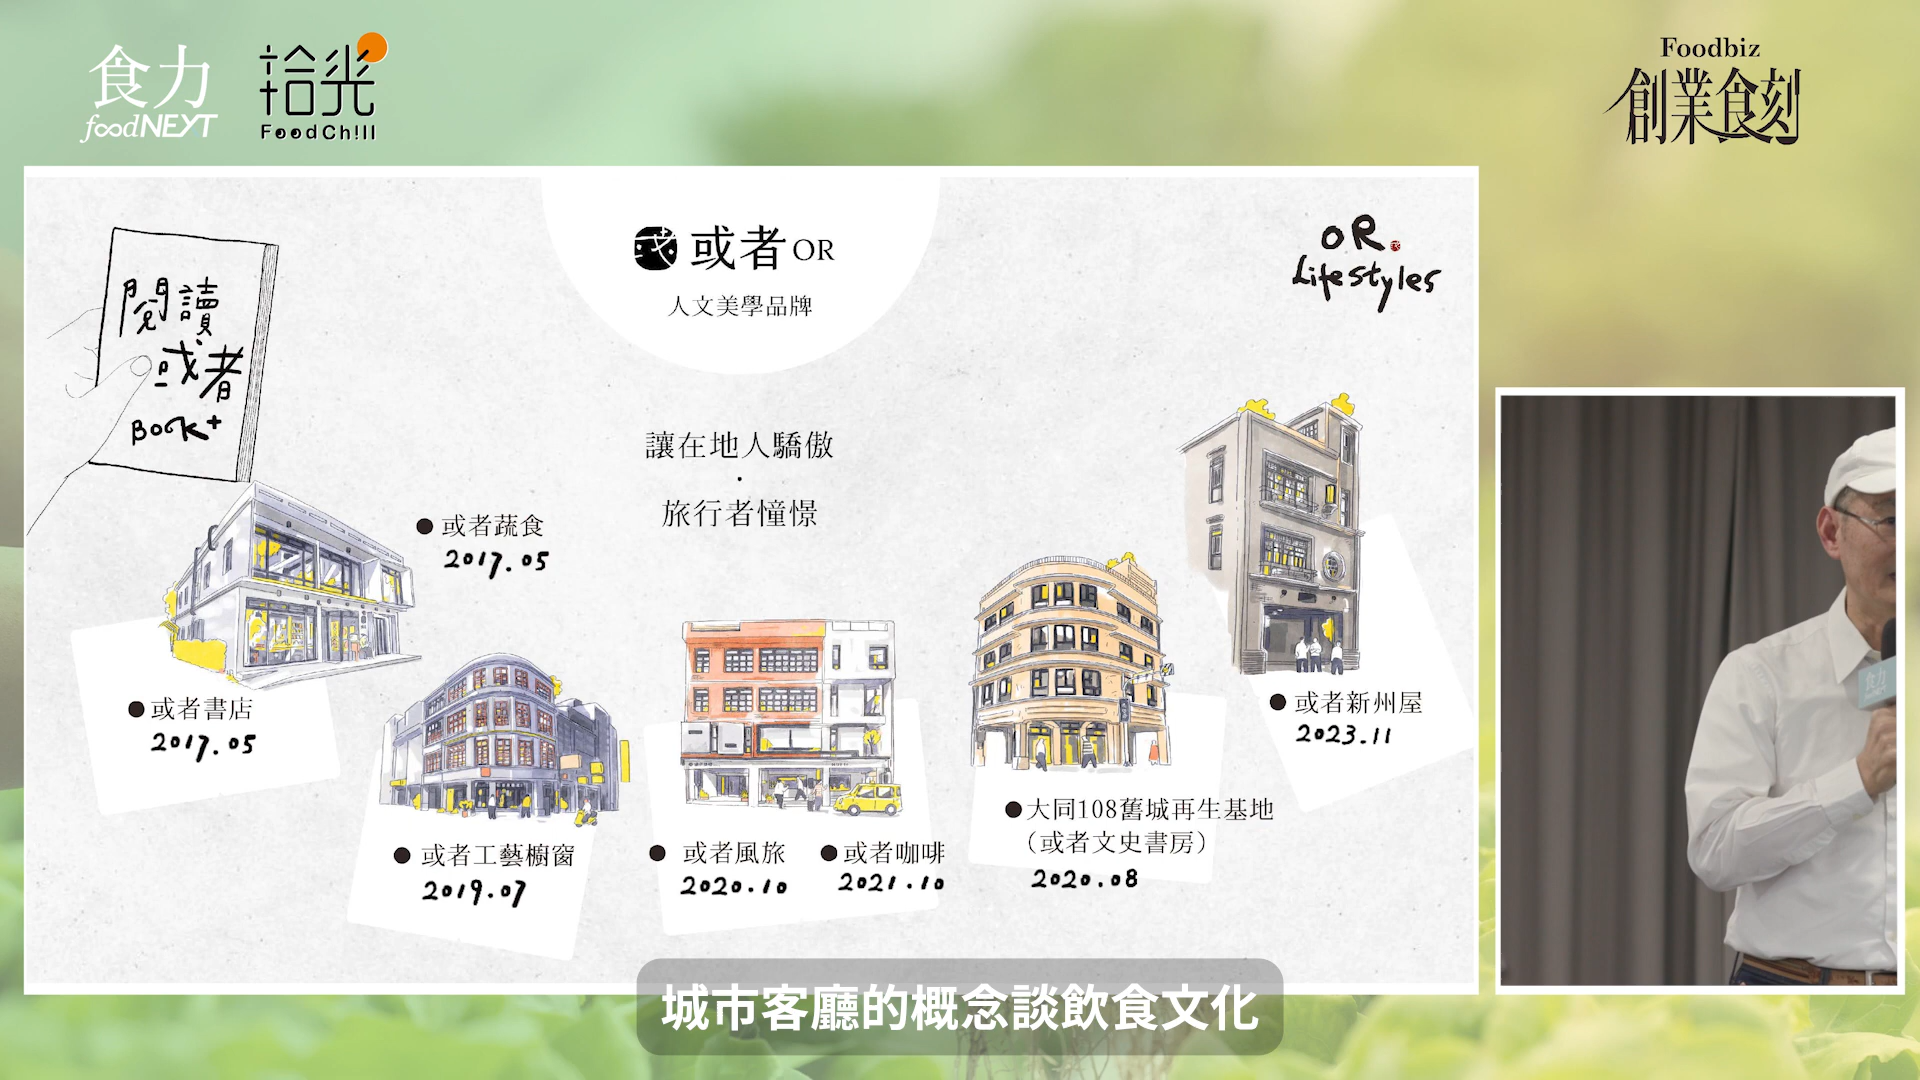 食力
foodNEXT
拾光
FoodCh!ll
Foodbiz
創業食刻
閱讀
或者
BOOK+
或者OR
人文美學品牌
OR
Lifestyles
讓在地人驕傲
·
旅行者憧憬
●或者蔬食
2017.05
●或者書店
2017.05
●或者工藝櫥窗
2019.07
●或者風旅
2020.10
●或者咖啡
2021.10
●大同108舊城再生基地
(或者文史書房)
2020.08
●或者新州屋
2023.11
食力
城市客廳的概念談飲食文化